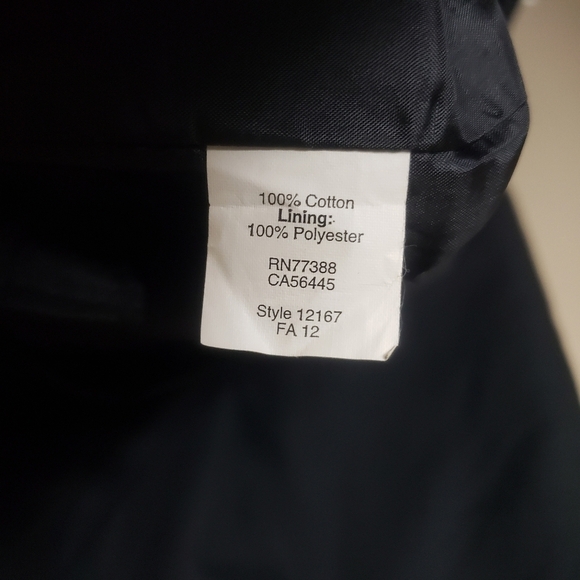 100% Cotton
Lining:
100% Polyester
RN77388
CA56445
Style 12167
FA 12